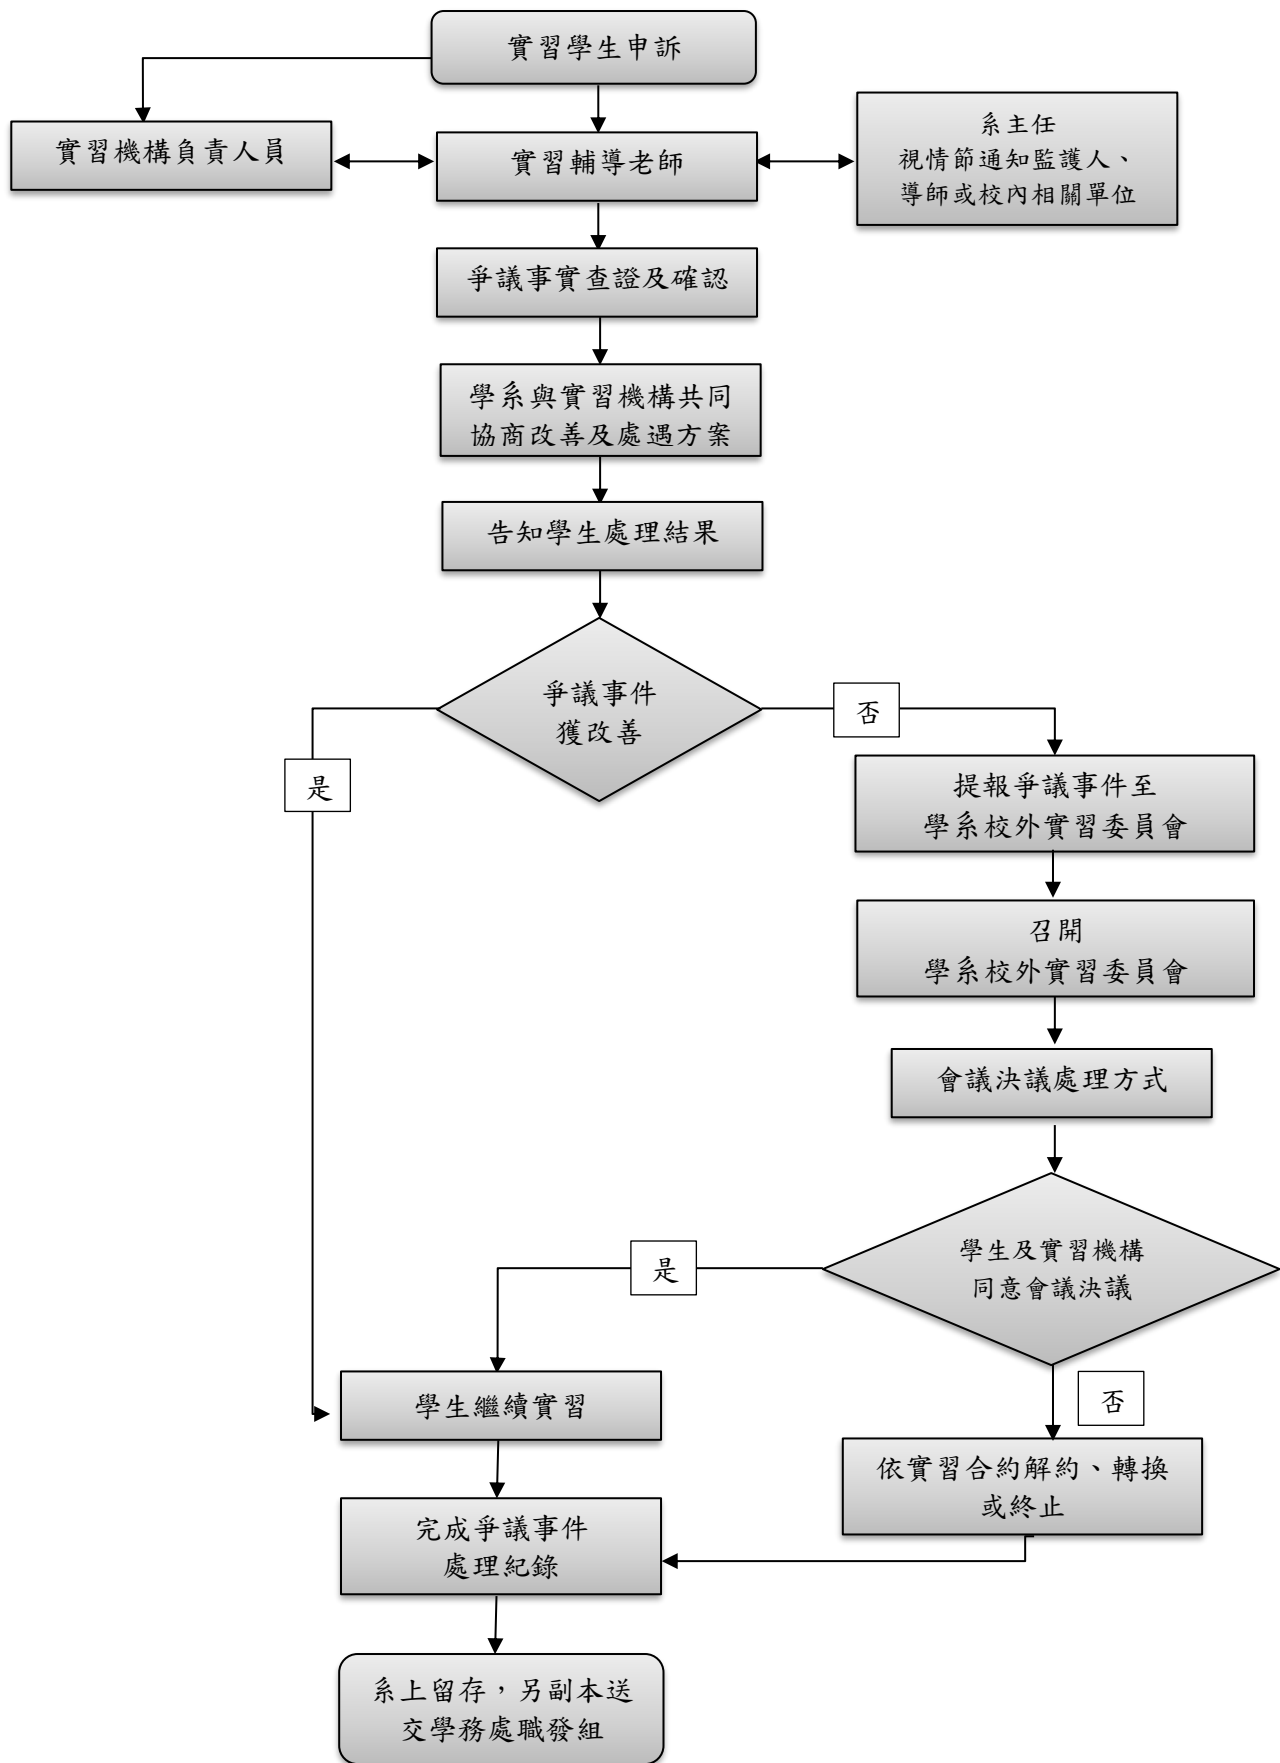 實習學生申訴
實習機構負責人員
實習輔導老師
系主任
視情節通知監護人、
導師或校內相關單位
爭議事實查證及確認
學系與實習機構共同
協商改善及處遇方案
告知學生處理結果
爭議事件
獲改善
是
否
提報爭議事件至
學系校外實習委員會
召開
學系校外實習委員會
會議決議處理方式
學生及實習機構
同意會議決議
是
否
學生繼續實習
依實習合約解約、轉換
或終止
完成爭議事件
處理紀錄
系上留存，另副本送
交學務處職發組